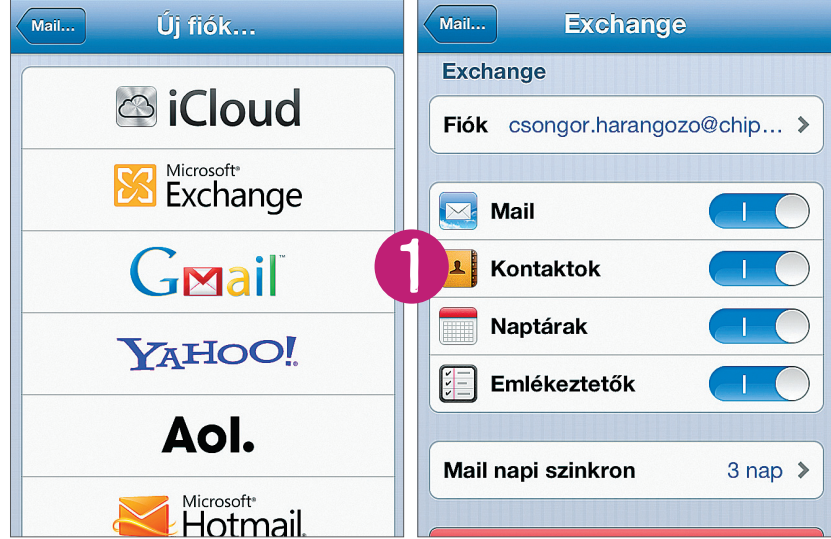 Mail...
Új fiók...
iCloud
Microsoft®
Exchange
Gmail™
YAHOO!®
Aol.
Microsoft®
Hotmail®
1
Mail...
Exchange
Exchange
Fiók csongor.harangozo@chip...
Mail
Kontaktok
Naptárak
Emlékeztetők
Mail napi szinkron 3 nap